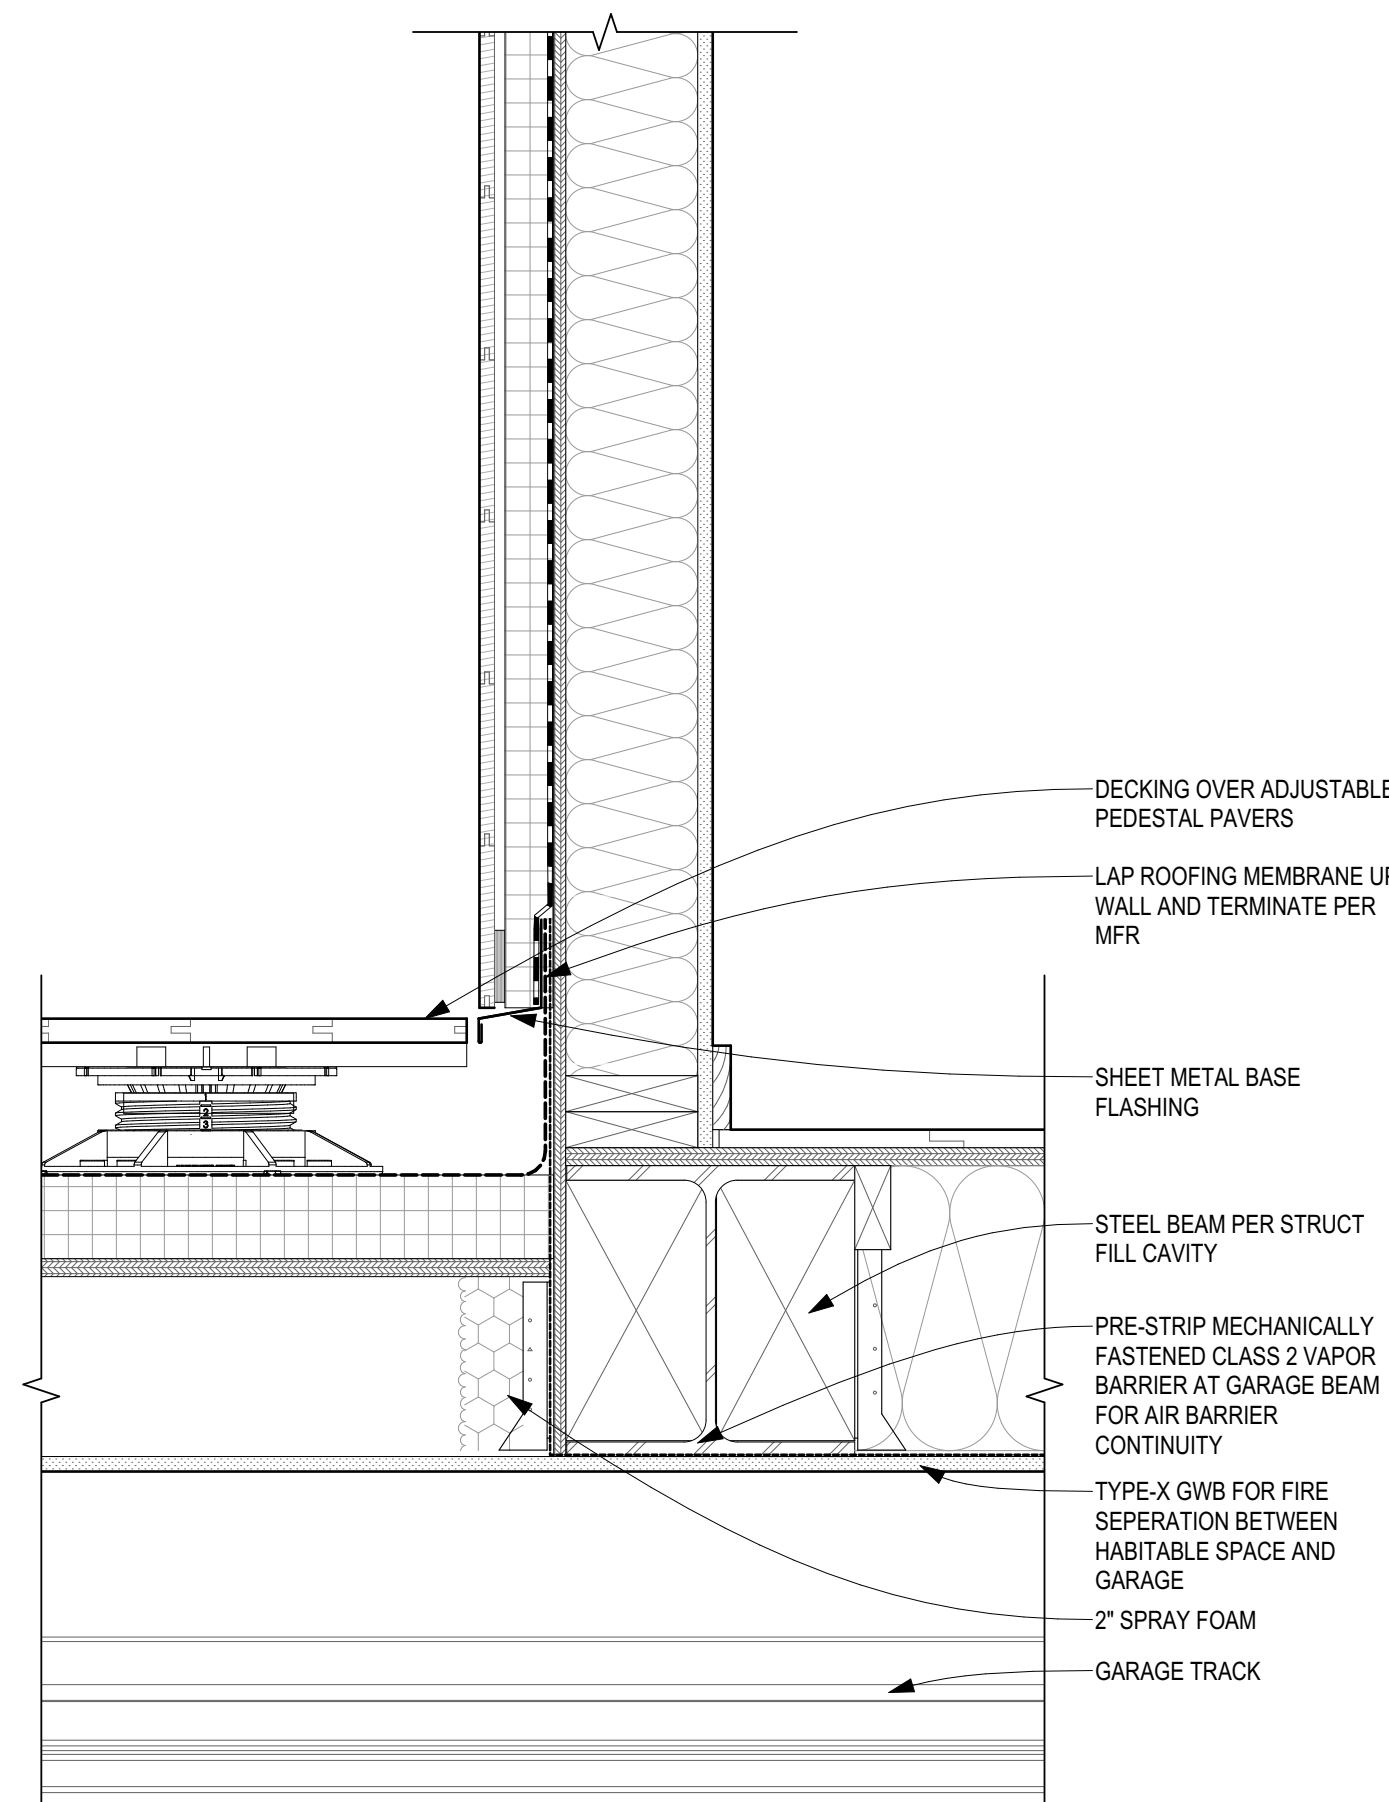 DECKING OVER ADJUSTABLE
PEDESTAL PAVERS
LAP ROOFING MEMBRANE UP
WALL AND TERMINATE PER
MFR
SHEET METAL BASE
FLASHING
2
3
STEEL BEAM PER STRUCT
FILL CAVITY
PRE-STRIP MECHANICALLY
FASTENED CLASS 2 VAPOR
BARRIER AT GARAGE BEAM
FOR AIR BARRIER
CONTINUITY
TYPE-X GWB FOR FIRE
SEPERATION BETWEEN
HABITABLE SPACE AND
GARAGE
2" SPRAY FOAM
GARAGE TRACK